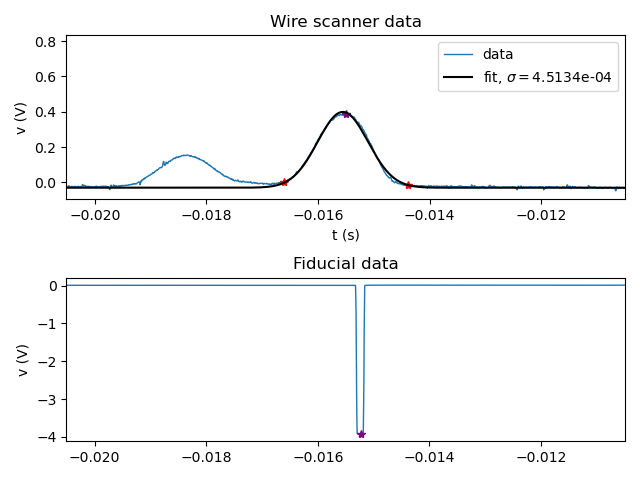 Wire scanner data
data
fit, σ = 4.5134e-04
v (V)
0.8
0.6
0.4
0.2
0.0
−0.020 −0.018 −0.016 −0.014 −0.012
t (s)
Fiducial data
v (V)
0
−1
−2
−3
−4
−0.020 −0.018 −0.016 −0.014 −0.012